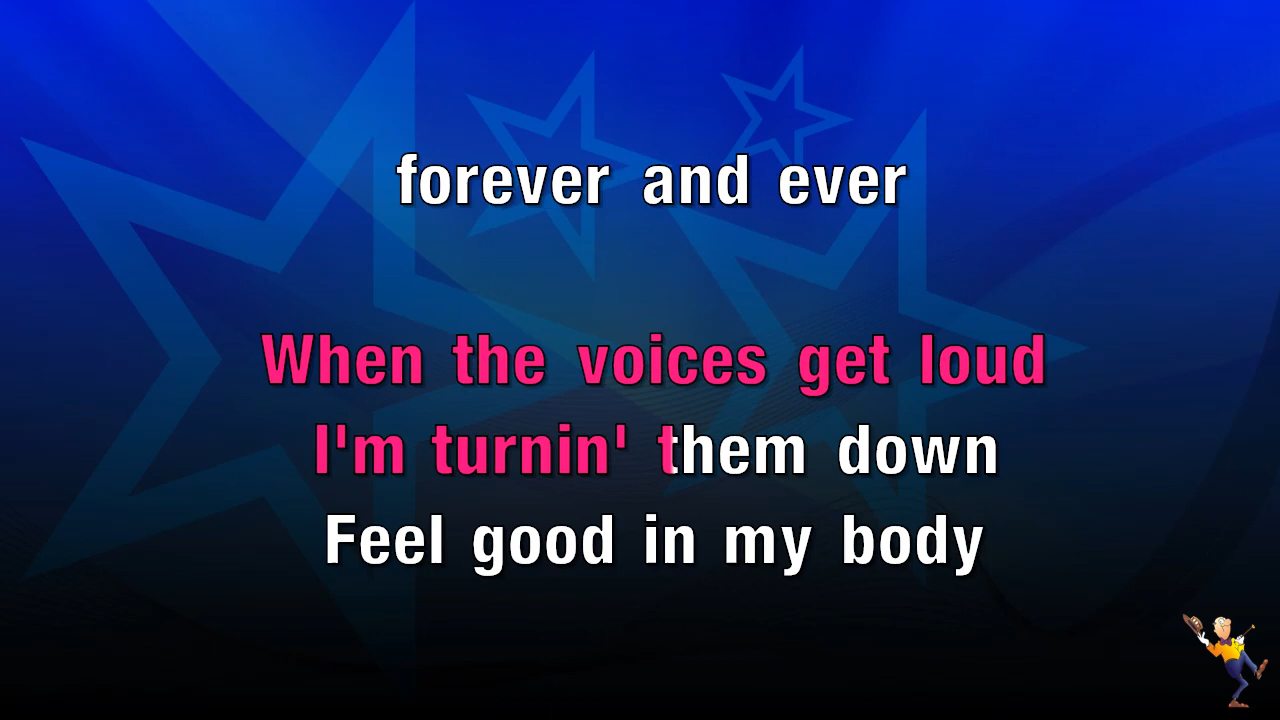 forever and ever
When the voices get loud
I'm turnin' them down
Feel good in my body